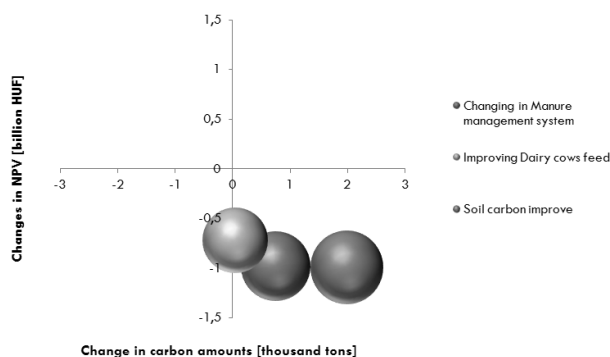 Changes in NPV [billion HUF]
1,5
1
0,5
0
-0,5
-1
-1,5
-3
-2
-1
0
1
2
3
Change in carbon amounts [thousand tons]
Changing in Manure
management system
Improving Dairy cows feed
Soil carbon improve